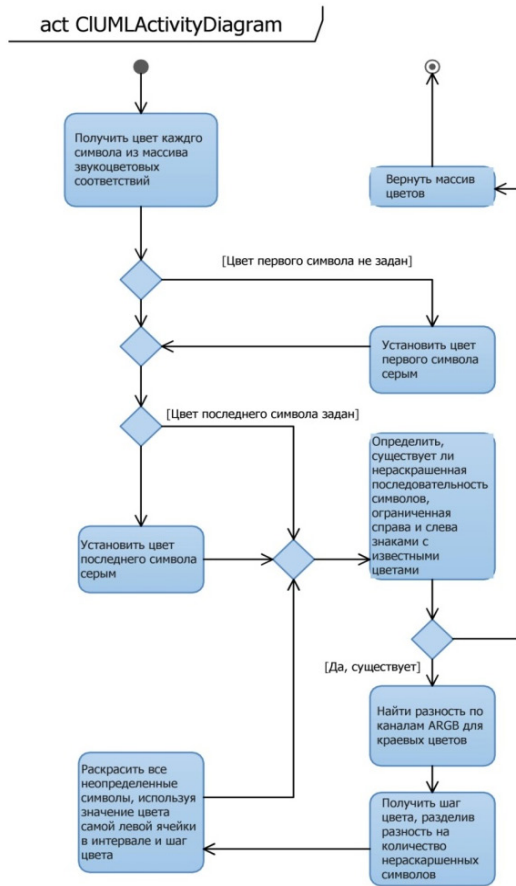 act ClUMLActivityDiagram
Получить цвет каждго
символа из массива
звукоцветовых
соответствий
Вернуть массив
цветов
[Цвет первого символа не задан]
Установить цвет
первого символа
серым
[Цвет последнего символа задан]
Определить,
существует ли
нераскрашенная
последовательность
символов,
ограниченная
справа и слева
знаками с
известными
цветами
Установить цвет
последнего символа
серым
[Да, существует]
Найти разность по
каналам ARGB для
краевых цветов
Раскрасить все
неопределенные
символы, используя
значение цвета
самой левой ячейки
в интервале и шаг
цвета
Получить шаг
цвета, разделив
разность на
количество
нераскаршенных
символов